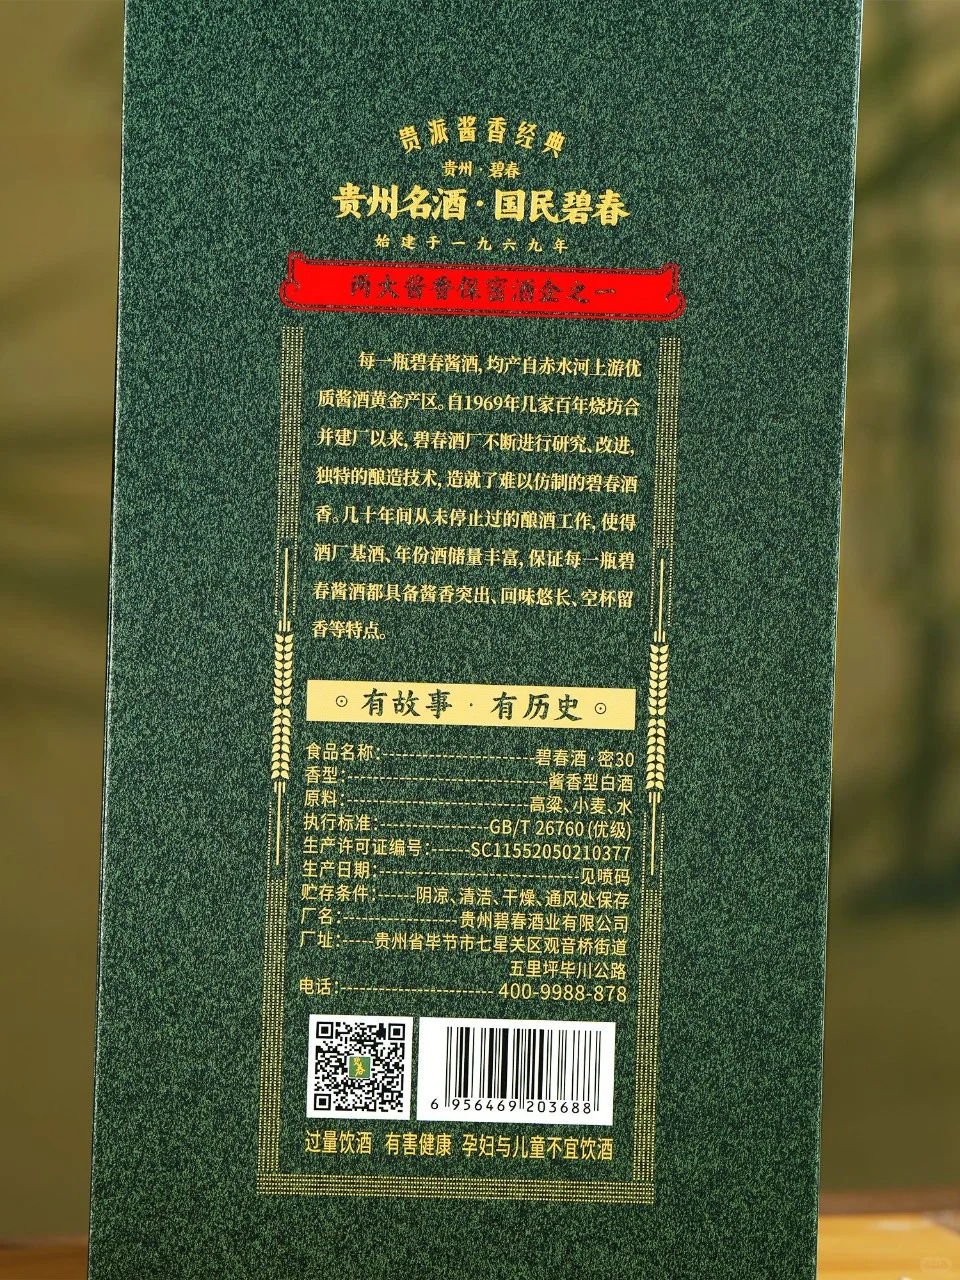 贵派酱香经典
贵州·碧春
贵州名酒·国民碧春
始建于一九六九年
两大酱香保密酒企之一
每一瓶碧春酱酒,均产自赤水河上游优
质酱酒黄金产区。自1969年几家百年烧坊合
并建厂以来,碧春酒厂不断进行研究、改进,
独特的酿造技术,造就了难以仿制的碧春酒
香。几十年间从未停止过的酿酒工作,使得
酒厂基酒、年份酒储量丰富,保证每一瓶碧
春酱酒都具备酱香突出、回味悠长、空杯留
香等特点。
有故事·有历史
食品名称:---------------------碧春酒·密30
香型:----------------------------酱香型白酒
原料:--------------------------高粱、小麦、水
执行标准:----------------GB/T 26760(优级)
生产许可证编号:------SC11552050210377
生产日期:----------------------------见喷码
贮存条件:------阴凉、清洁、干燥、通风处保存
厂名:-----------------贵州碧春酒业有限公司
厂址:-----贵州省毕节市七星关区观音桥街道
五里坪毕川公路
电话:---------------------- 400-9988-878
6 956469 203688
过量饮酒 有害健康 孕妇与儿童不宜饮酒